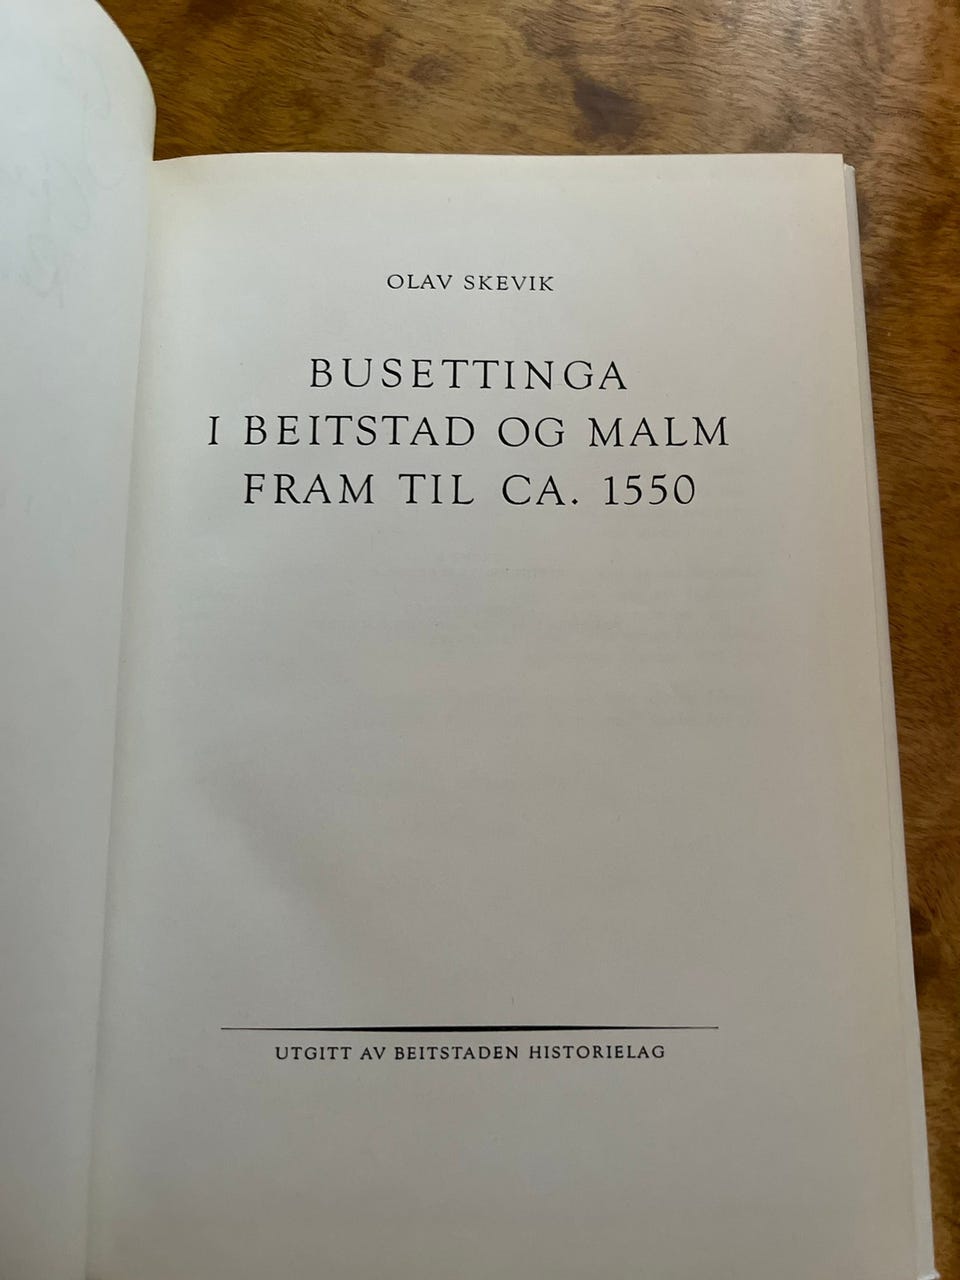 OLAV SKEVIK
BUSETTINGA
I BEITSTAD OG MALM
FRAM TIL CA. 1550
UTGITT AV BEITSTADEN HISTORIELAG